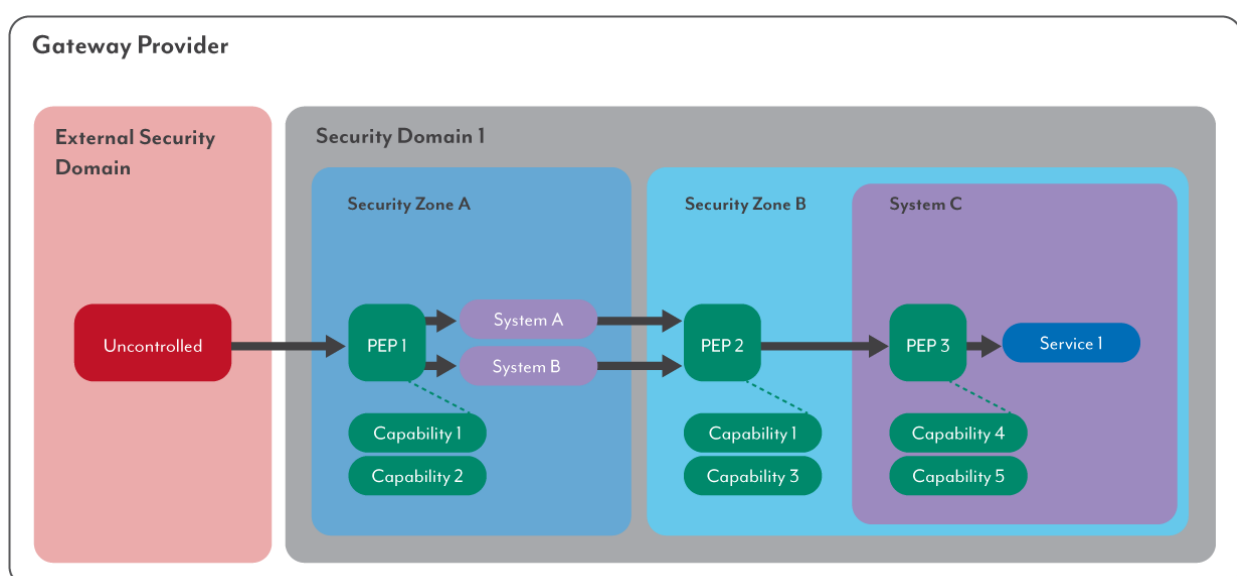 Gateway Provider
External Security
Domain
Security Domain 1
Security Zone A
Security Zone B
System C
Uncontrolled
PEP 1
System A
System B
PEP 2
PEP 3
Service 1
Capability 1
Capability 2
Capability 1
Capability 3
Capability 4
Capability 5